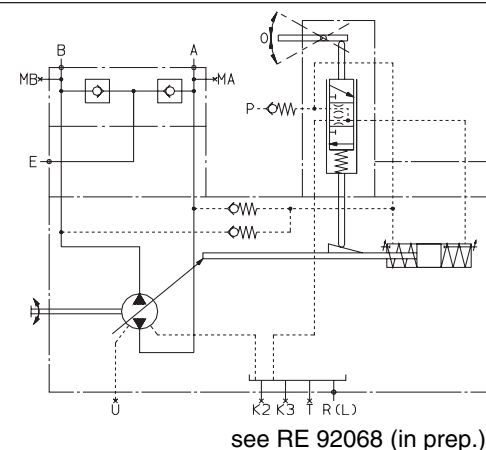 B A O
MB MA
P
E
U K2 K3 T R(L)
see RE 92068 (in prep.)